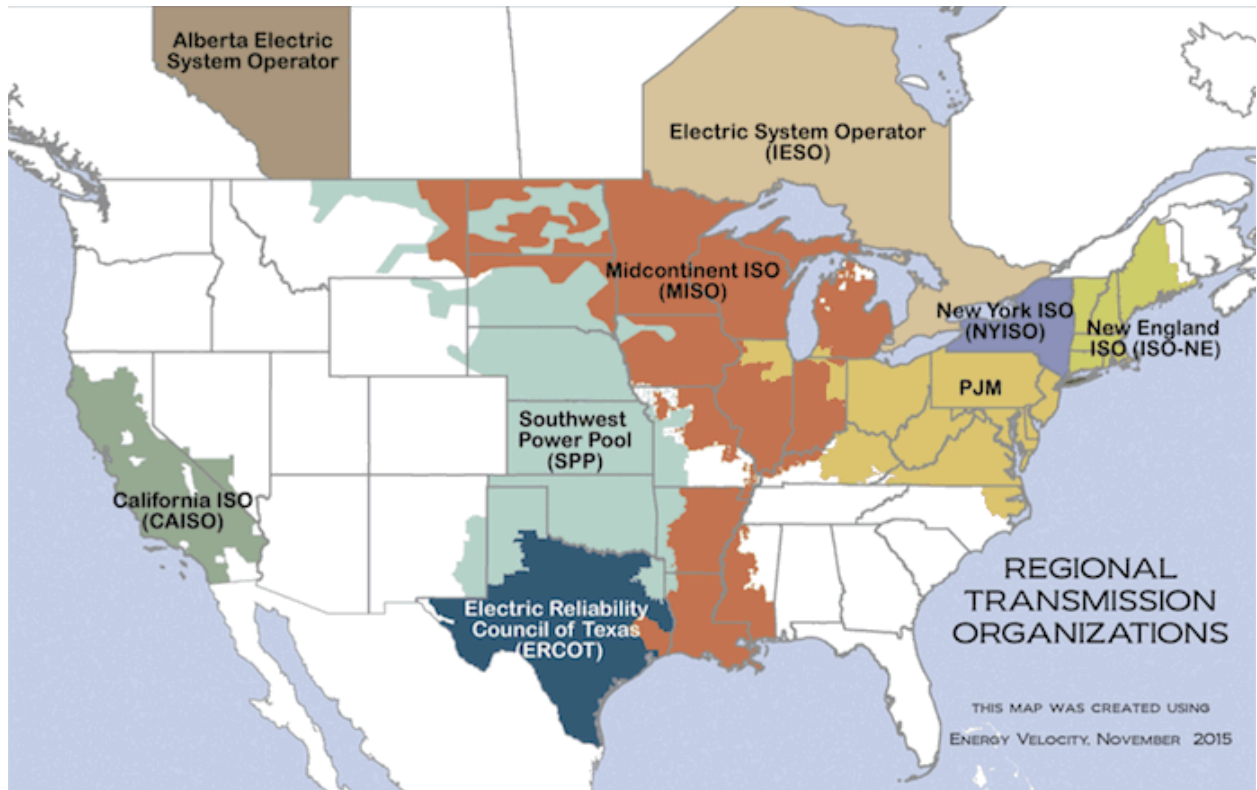 Alberta Electric
System Operator
Electric System Operator
(IESO)
Midcontinent ISO
(MISO)
New York ISO
(NYISO)
New England
ISO (ISO-NE)
PJM
Southwest
Power Pool
(SPP)
California ISO
(CAISO)
Electric Reliability
Council of Texas
(ERCOT)
REGIONAL
TRANSMISSION
ORGANIZATIONS
THIS MAP WAS CREATED USING
ENERGY VELOCITY, NOVEMBER 2015